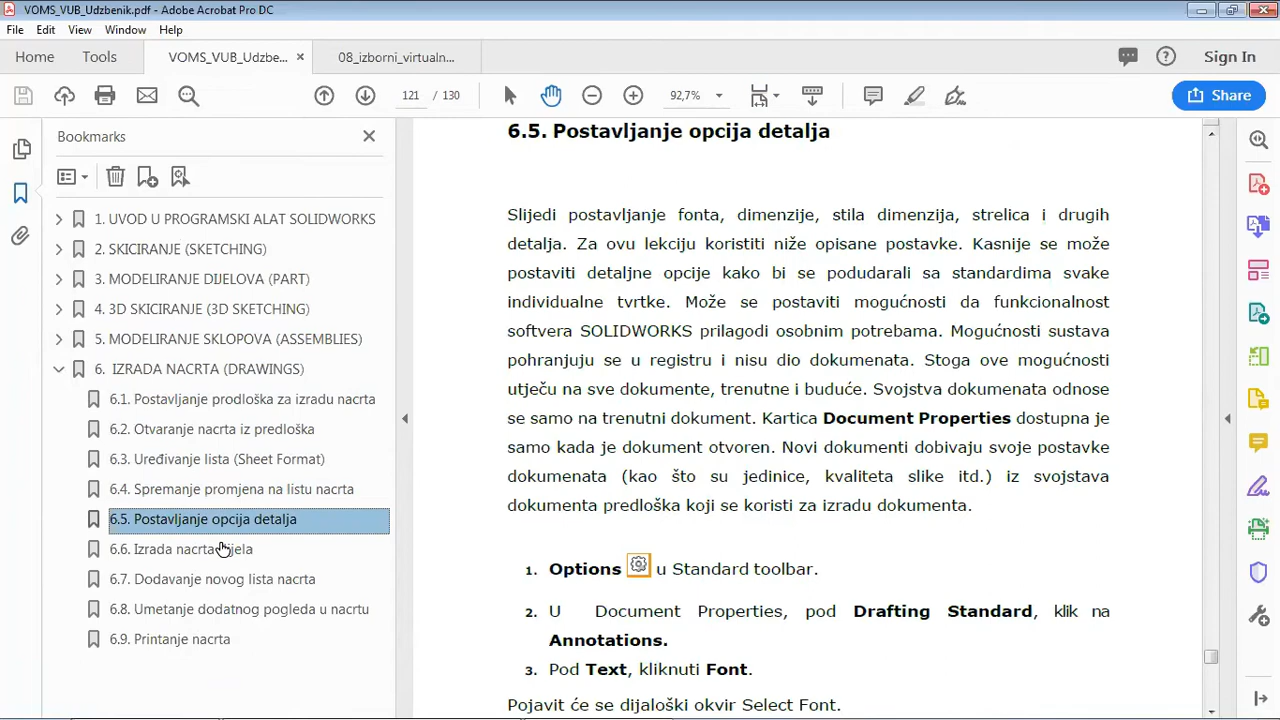 VOMS_VUB_Udzbenik.pdf - Adobe Acrobat Pro DC
File Edit View Window Help
Home Tools VOMS_VUB_Udzbe... × 08_izborni_virtualn... Sign In
121 / 130 92,7% Share
Bookmarks
1. UVOD U PROGRAMSKI ALAT SOLIDWORKS
2. SKICIRANJE (SKETCHING)
3. MODELIRANJE DIJELOVA (PART)
4. 3D SKICIRANJE (3D SKETCHING)
5. MODELIRANJE SKLOPOVA (ASSEMBLIES)
6. IZRADA NACRTA (DRAWINGS)
6.1. Postavljanje prodloška za izradu nacrta
6.2. Otvaranje nacrta iz predloška
6.3. Uređivanje lista (Sheet Format)
6.4. Spremanje promjena na listu nacrta
6.5. Postavljanje opcija detalja
6.6. Izrada nacrta
6.7. Dodavanje novog lista nacrta
6.8. Umetanje dodatnog pogleda u nacrtu
6.9. Printanje nacrta
6.5. Postavljanje opcija detalja
Slijedi postavljanje fonta, dimenzije, stila dimenzija, strelica i drugih
detalja. Za ovu lekciju koristiti niže opisane postavke. Kasnije se može
postaviti detaljne opcije kako bi se podudarali sa standardima svake
individualne tvrtke. Može se postaviti mogućnosti da funkcionalnost
softvera SOLIDWORKS prilagodi osobnim potrebama. Mogućnosti sustava
pohranjuju se u registru i nisu dio dokumenata. Stoga ove mogućnosti
utječu na sve dokumente, trenutne i buduće. Svojstva dokumenata odnose
se samo na trenutni dokument. Kartica Document Properties dostupna je
samo kada je dokument otvoren. Novi dokumenti dobivaju svoje postavke
dokumenata (kao što su jedinice, kvaliteta slike itd.) iz svojstava
dokumenta predloška koji se koristi za izradu dokumenta.
1. Options u Standard toolbar.
2. U Document Properties, pod Drafting Standard, klik na
Annotations.
3. Pod Text, kliknuti Font.
Pojavit će se dijaloški okvir Select Font.